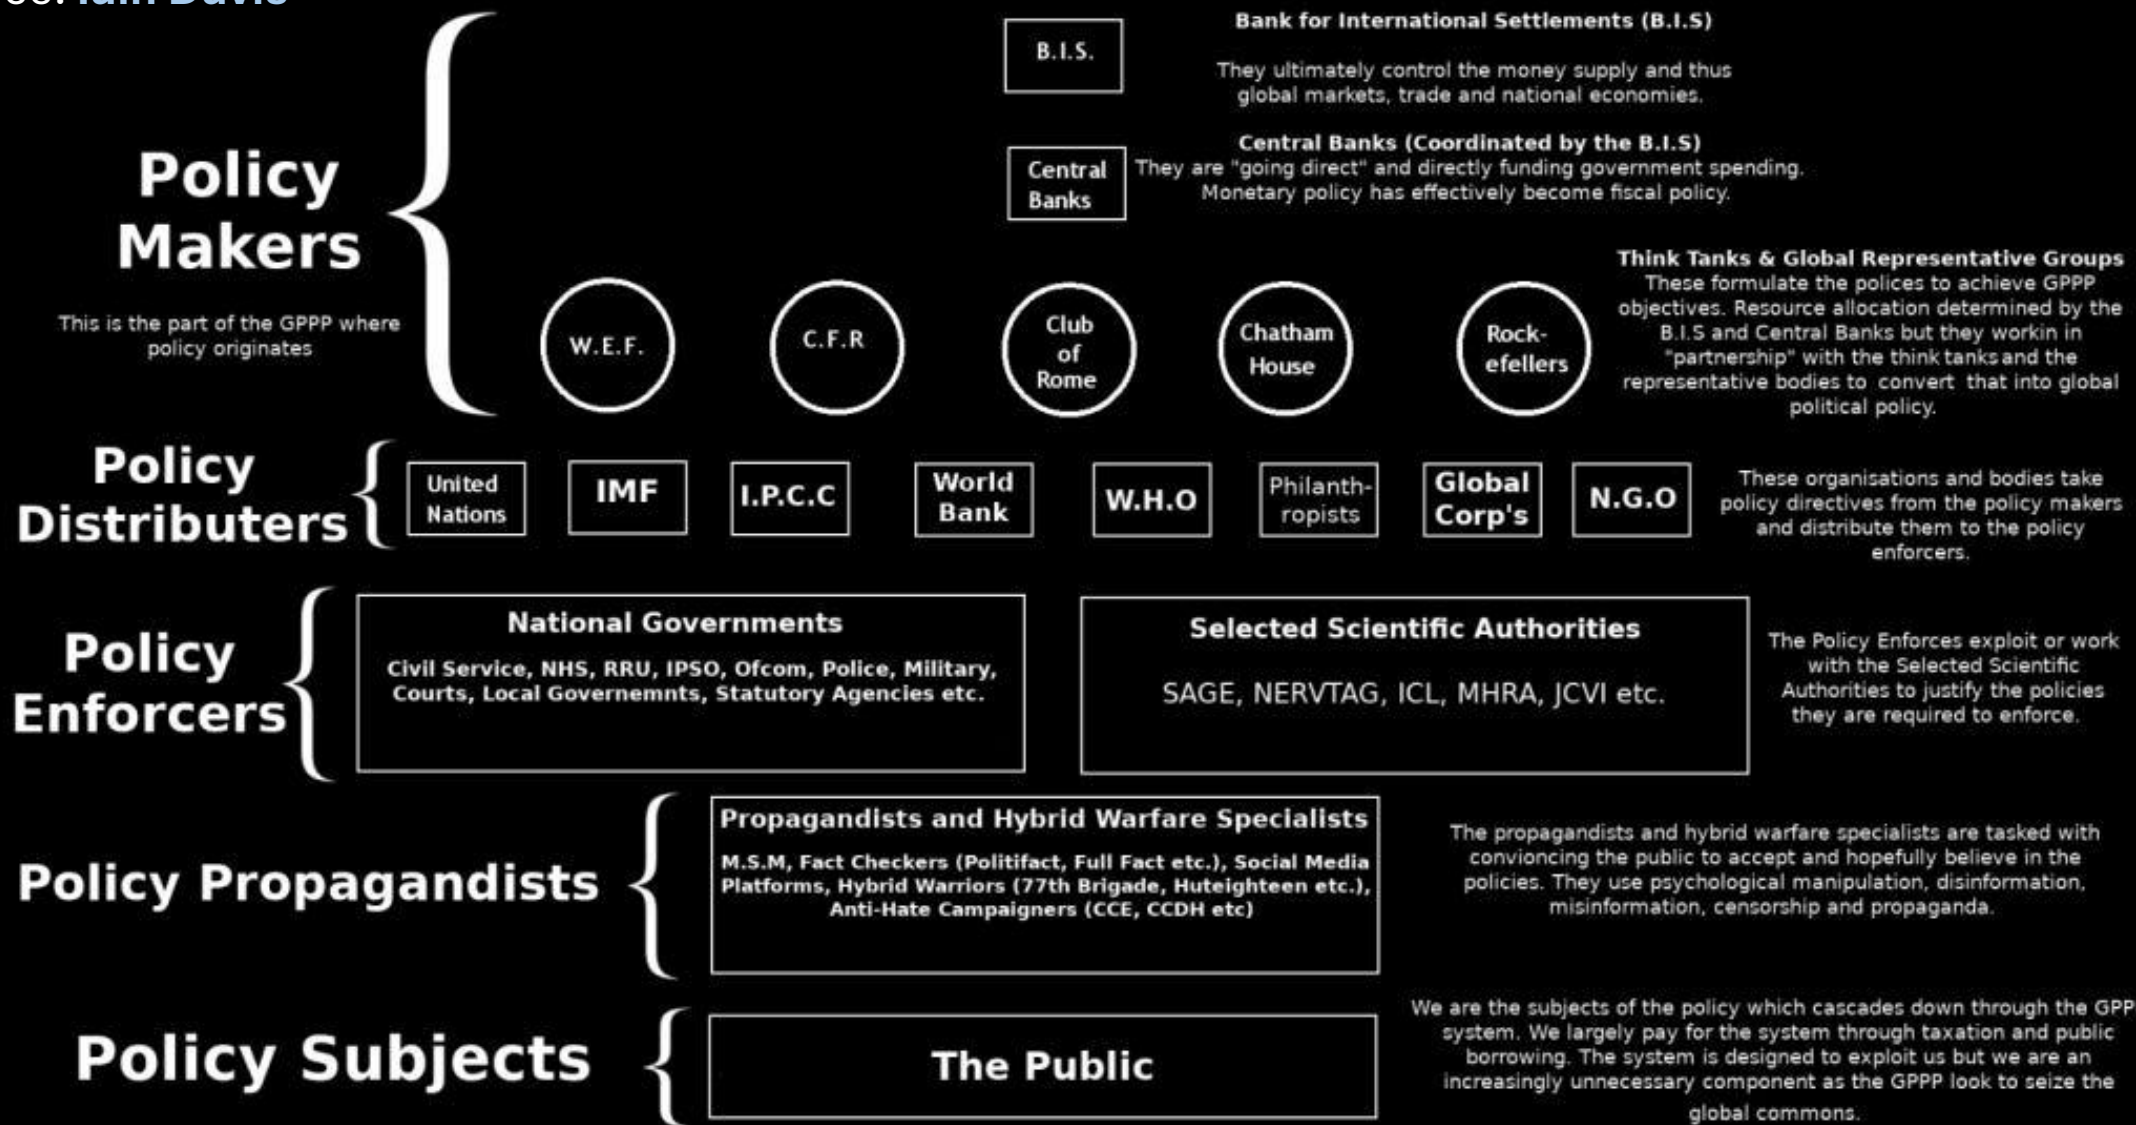 Iain Davis
B.I.S.
Bank for International Settlements (B.I.S)
They ultimately control the money supply and thus
global markets, trade and national economies.
Central
Banks
Central Banks (Coordinated by the B.I.S)
They are "going direct" and directly funding government spending.
Monetary policy has effectively become fiscal policy.
Policy
Makers
This is the part of the GPPP where
policy originates
W.E.F.
C.F.R
Club
of
Rome
Chatham
House
Rock-
efellers
Think Tanks & Global Representative Groups
These formulate the polices to achieve GPPP
objectives. Resource allocation determined by the
B.I.S and Central Banks but they workin in
"partnership" with the think tanks and the
representative bodies to convert that into global
political policy.
Policy
Distributers
United
Nations
IMF
I.P.C.C
World
Bank
W.H.O
Philanth-
ropists
Global
Corp's
N.G.O
These organisations and bodies take
policy directives from the policy makers
and distribute them to the policy
enforcers.
Policy
Enforcers
National Governments
Civil Service, NHS, RRU, IPSO, Ofcom, Police, Military,
Courts, Local Governemnts, Statutory Agencies etc.
Selected Scientific Authorities
SAGE, NERVTAG, ICL, MHRA, JCVI etc.
The Policy Enforces exploit or work
with the Selected Scientific
Authorities to justify the policies
they are required to enforce.
Policy Propagandists
Propagandists and Hybrid Warfare Specialists
M.S.M, Fact Checkers (Politifact, Full Fact etc.), Social Media
Platforms, Hybrid Warriors (77th Brigade, Huteighteen etc.),
Anti-Hate Campaigners (CCE, CCDH etc)
The propagandists and hybrid warfare specialists are tasked with
convioncing the public to accept and hopefully believe in the
policies. They use psychological manipulation, disinformation,
misinformation, censorship and propaganda.
Policy Subjects
The Public
We are the subjects of the policy which cascades down through the GPP
system. We largely pay for the system through taxation and public
borrowing. The system is designed to exploit us but we are an
increasingly unnecessary component as the GPPP look to seize the
global commons.